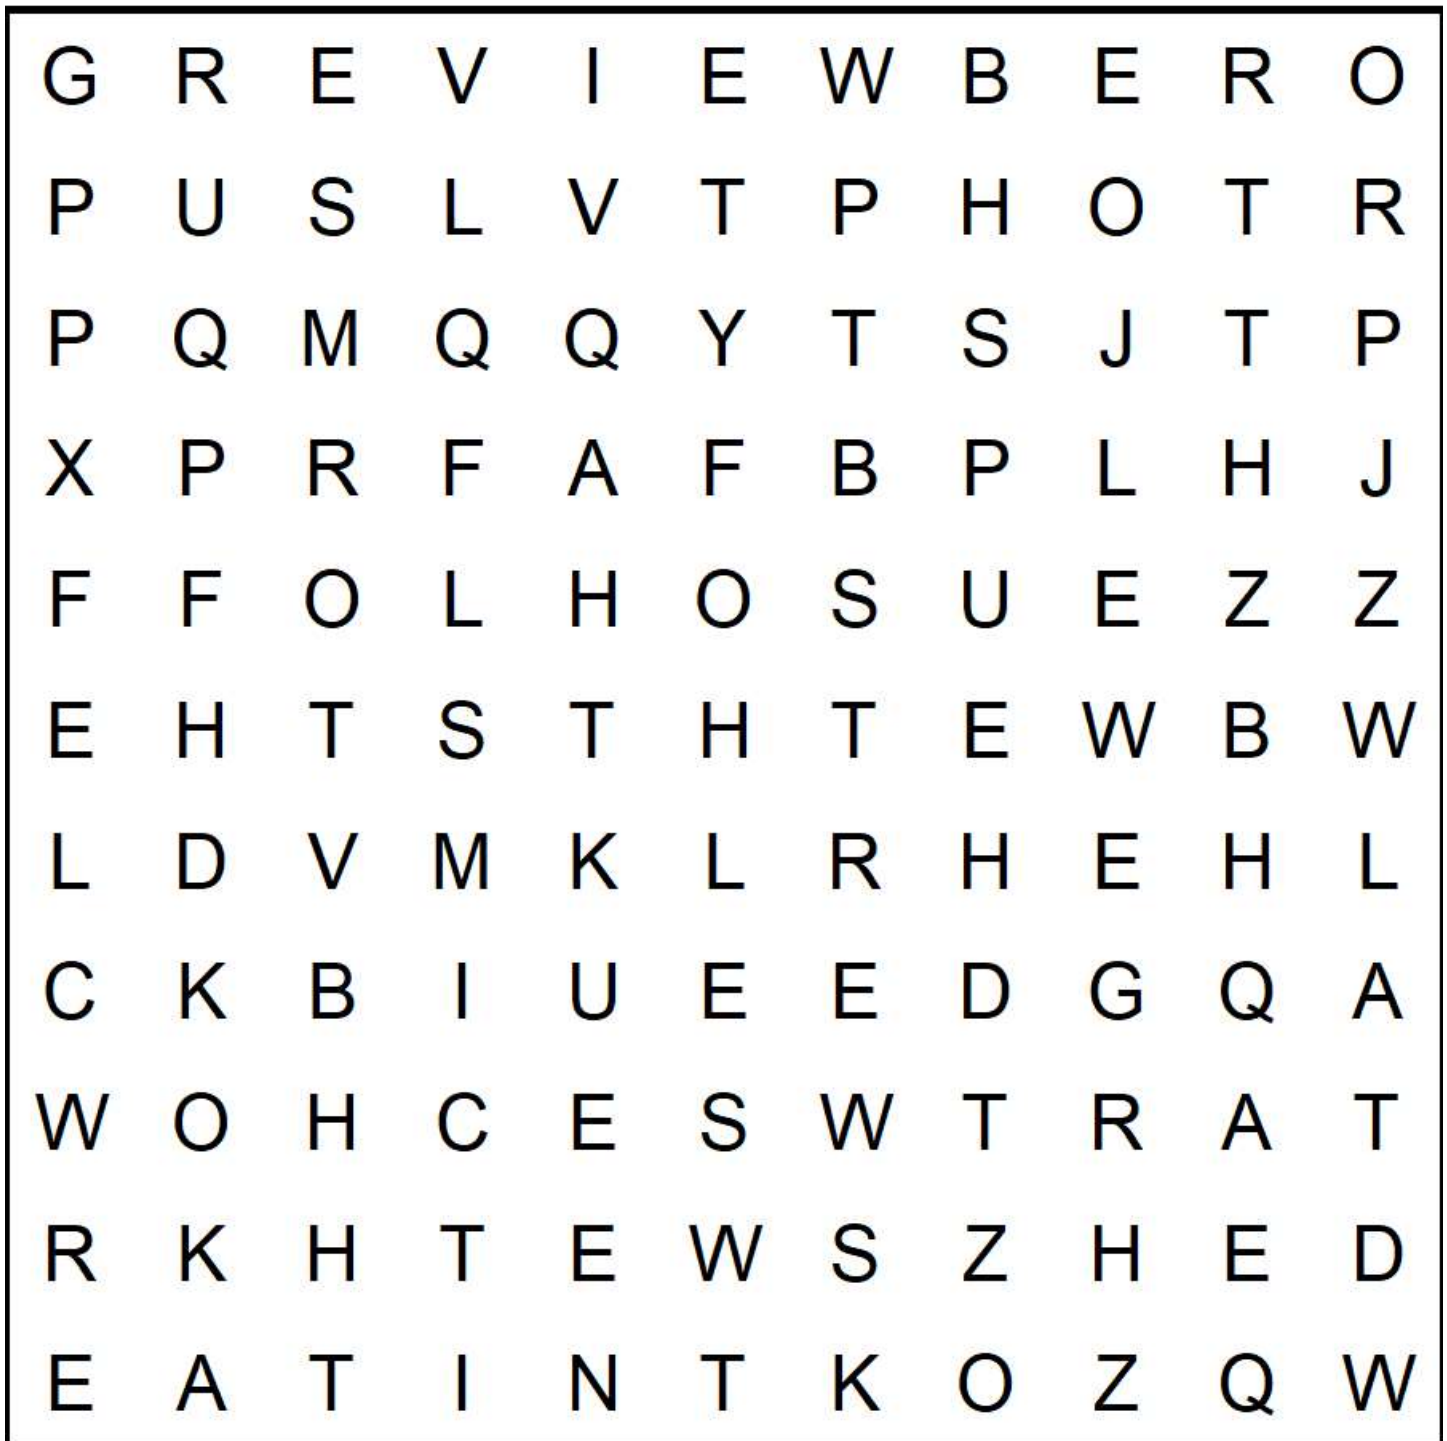 G R E V I E W B E R O
P U S L V T P H O T R
P Q M Q Q Y T S J T P
X P R F A F B P L H J
F F O L H O S U E Z Z
E H T S T H T E W B W
L D V M K L R H E H L
C K B I U E E D G Q A
W O H C E S W T R A T
R K H T E W S Z H E D
E A T I N T K O Z Q W